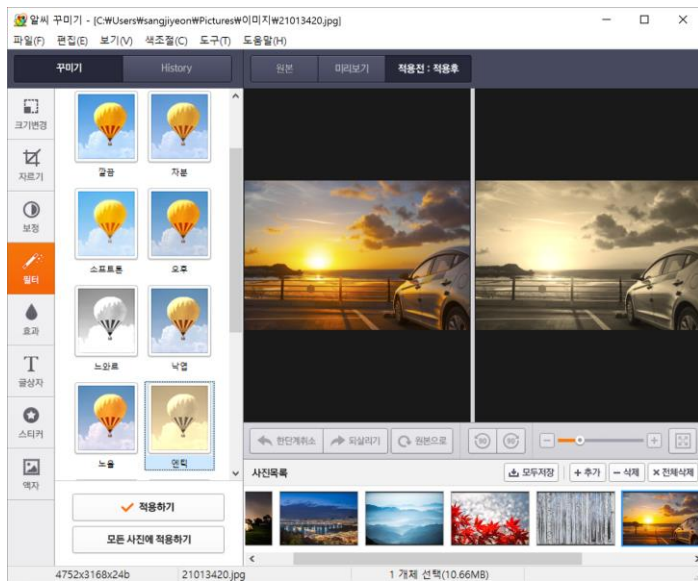 알씨 꾸미기 - [C:₩Users₩sangjiyeon₩Pictures₩이미지₩21013420.jpg]
파일(F) 편집(E) 보기(V) 색조절(C) 도구(T) 도움말(H)
꾸미기 History 원본 미리보기 적용전 : 적용후
크기변경
자르기
보정
필터
효과
T
글상자
스티커
액자
깔끔 차분
소프트톤 오후
느와르 낙엽
노을 앤틱
적용하기
모든 사진에 적용하기
한단계취소 되살리기 원본으로 90 90
사진목록 모두저장 + 추가 − 삭제 × 전체삭제
4752x3168x24b 21013420.jpg 1 개체 선택(10.66MB)